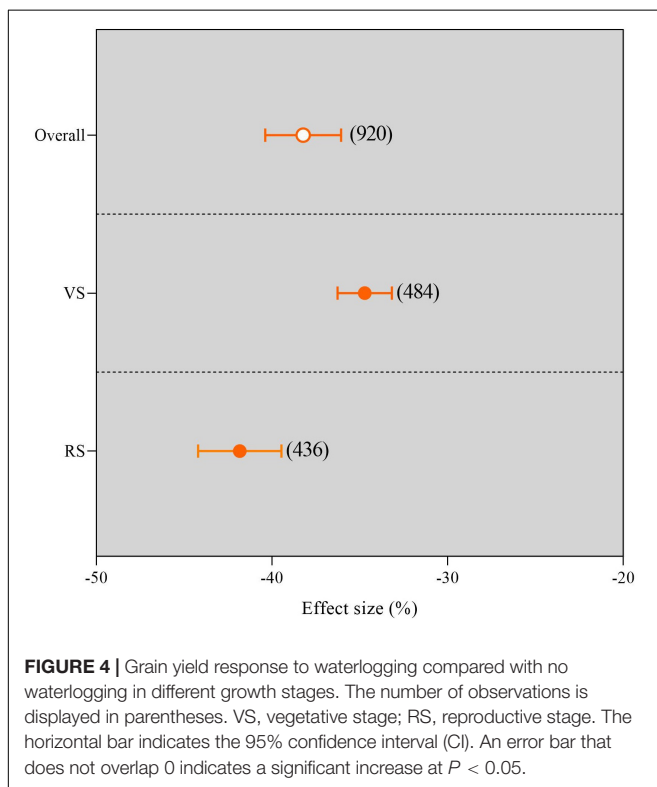 Overall
(920)
VS
(484)
RS
(436)
-50 -40 -30 -20
Effect size (%)
FIGURE 4 | Grain yield response to waterlogging compared with no
waterlogging in different growth stages. The number of observations is
displayed in parentheses. VS, vegetative stage; RS, reproductive stage. The
horizontal bar indicates the 95% confidence interval (CI). An error bar that
does not overlap 0 indicates a significant increase at P < 0.05.